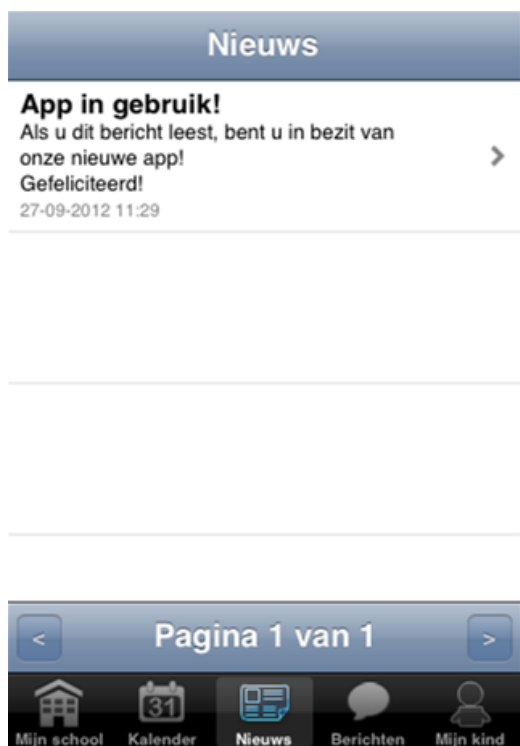 Nieuws
App in gebruik!
Als u dit bericht leest, bent u in bezit van
onze nieuwe app!
Gefeliciteerd!
27-09-2012 11:29
< Pagina 1 van 1 >
31
Mijn school Kalender Nieuws Berichten Mijn kind